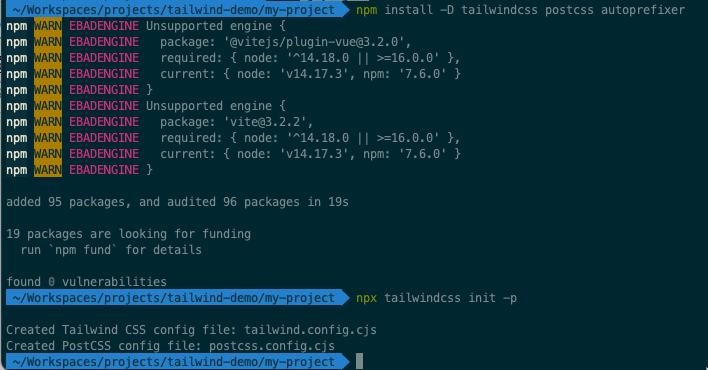 ~/Workspaces/projects/tailwind-demo/my-project npm install -D tailwindcss postcss autoprefixer
npm WARN EBADENGINE Unsupported engine {
npm WARN EBADENGINE   package: '@vitejs/plugin-vue@3.2.0',
npm WARN EBADENGINE   required: { node: '^14.18.0 || >=16.0.0' },
npm WARN EBADENGINE   current: { node: 'v14.17.3', npm: '7.6.0' }
npm WARN EBADENGINE }
npm WARN EBADENGINE Unsupported engine {
npm WARN EBADENGINE   package: 'vite@3.2.2',
npm WARN EBADENGINE   required: { node: '^14.18.0 || >=16.0.0' },
npm WARN EBADENGINE   current: { node: 'v14.17.3', npm: '7.6.0' }
npm WARN EBADENGINE }
added 95 packages, and audited 96 packages in 19s
19 packages are looking for funding
  run `npm fund` for details
found 0 vulnerabilities
~/Workspaces/projects/tailwind-demo/my-project npx tailwindcss init -p
Created Tailwind CSS config file: tailwind.config.cjs
Created PostCSS config file: postcss.config.cjs
~/Workspaces/projects/tailwind-demo/my-project